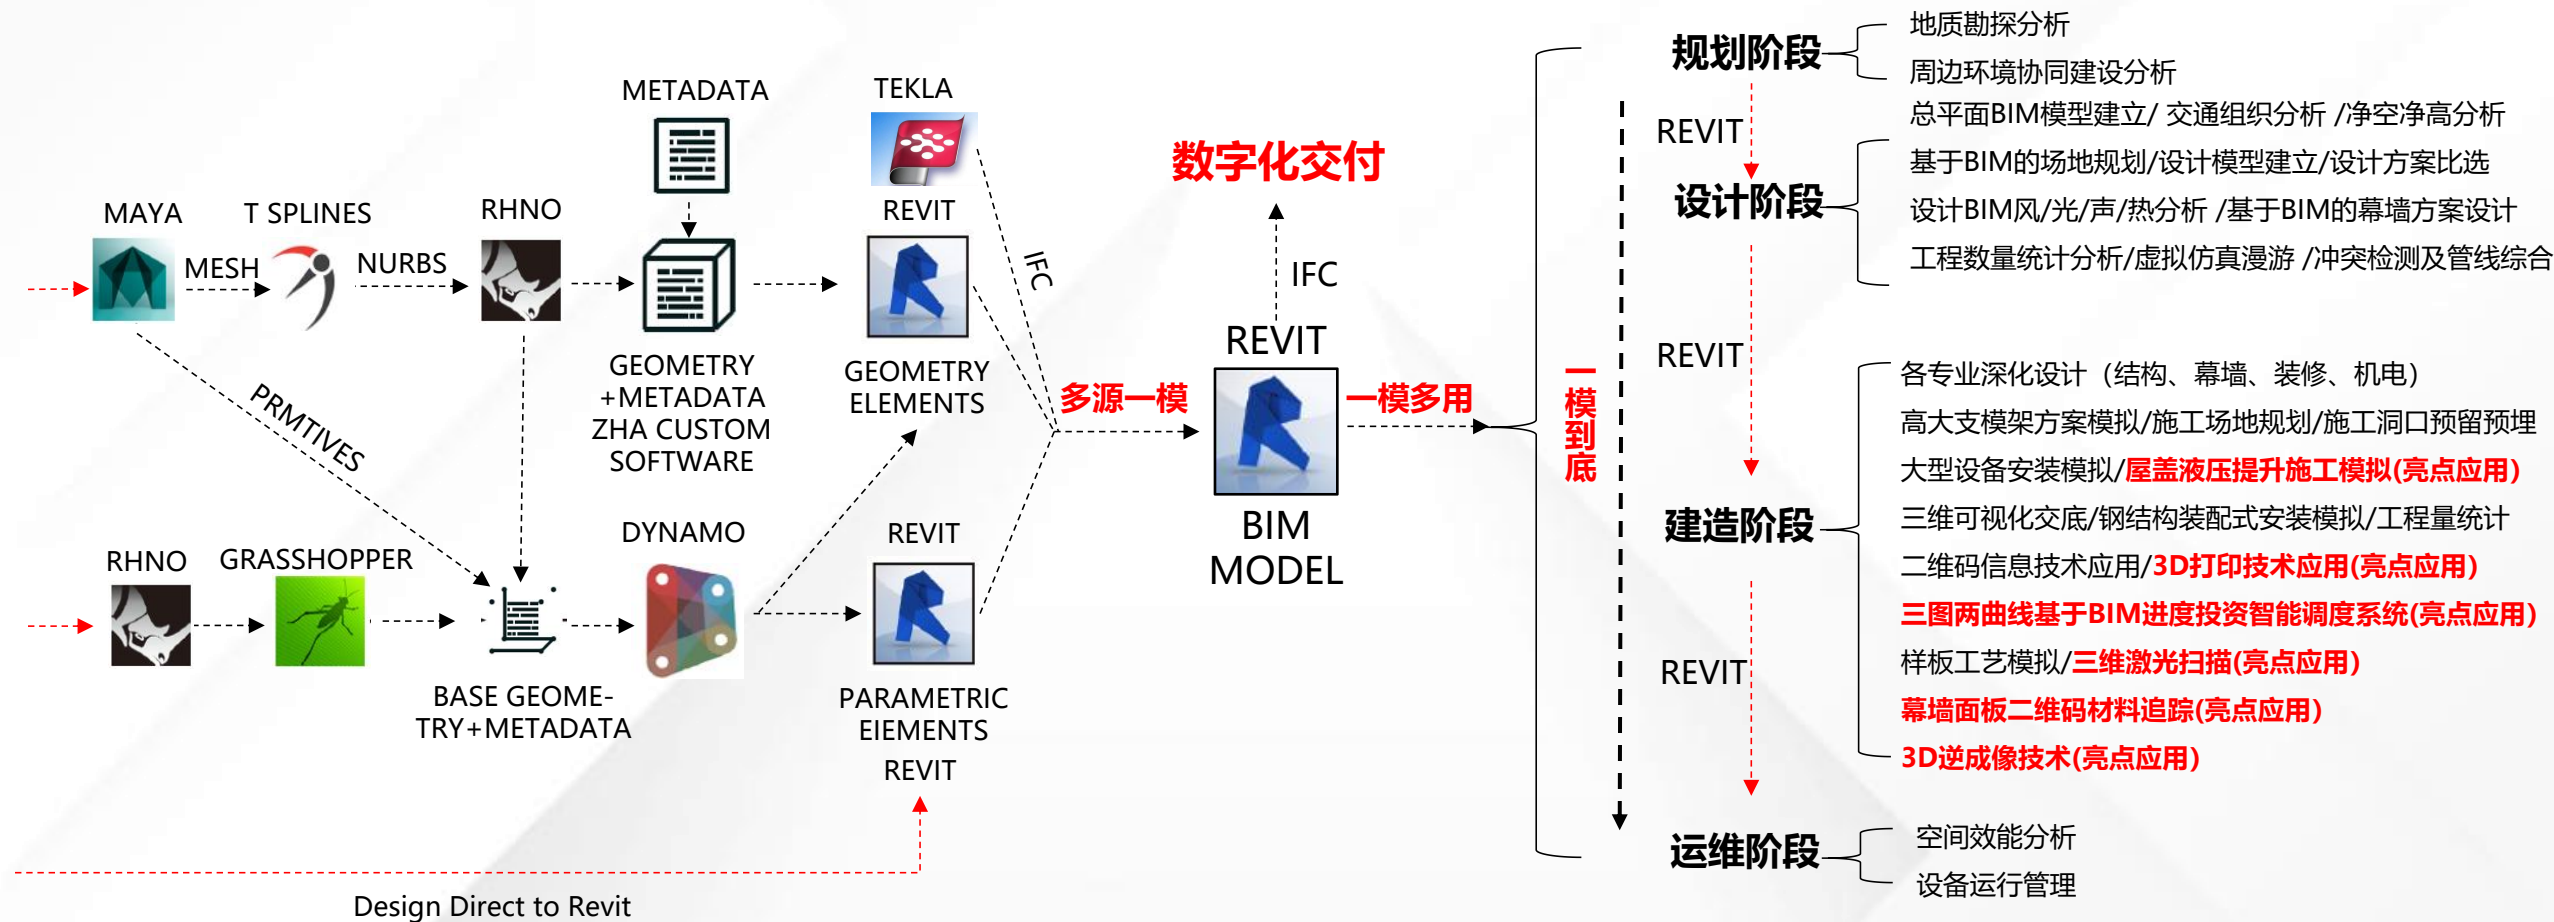 METADATA
TEKLA
MAYA
T SPLINES
RHNO
REVIT
MESH
NURBS
IFC
GEOMETRY
+METADATA
ZHA CUSTOM
SOFTWARE
GEOMETRY
ELEMENTS
PRMTIVES
RHNO
GRASSHOPPER
DYNAMO
REVIT
BASE GEOME-
TRY+METADATA
PARAMETRIC
EIEMENTS
REVIT
Design Direct to Revit
多源一模
数字化交付
IFC
REVIT
BIM
MODEL
一模多用
一模到底
规划阶段
地质勘探分析
周边环境协同建设分析
REVIT
设计阶段
总平面BIM模型建立/ 交通组织分析 /净空净高分析
基于BIM的场地规划/设计模型建立/设计方案比选
设计BIM风/光/声/热分析 /基于BIM的幕墙方案设计
工程数量统计分析/虚拟仿真漫游 /冲突检测及管线综合
REVIT
建造阶段
各专业深化设计（结构、幕墙、装修、机电）
高大支模架方案模拟/施工场地规划/施工洞口预留预埋
大型设备安装模拟/屋盖液压提升施工模拟(亮点应用)
三维可视化交底/钢结构装配式安装模拟/工程量统计
二维码信息技术应用/3D打印技术应用(亮点应用)
三图两曲线基于BIM进度投资智能调度系统(亮点应用)
样板工艺模拟/三维激光扫描(亮点应用)
幕墙面板二维码材料追踪(亮点应用)
3D逆成像技术(亮点应用)
REVIT
运维阶段
空间效能分析
设备运行管理